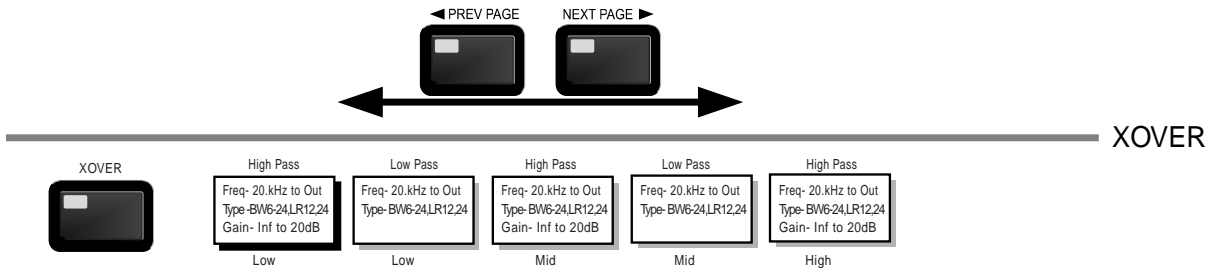 ◄ PREV PAGE NEXT PAGE ►
XOVER
XOVER
High Pass Low Pass High Pass Low Pass High Pass
Freq- 20.kHz to Out Freq- 20.kHz to Out Freq- 20.kHz to Out Freq- 20.kHz to Out Freq- 20.kHz to Out
Type -BW6-24,LR12,24 Type- BW6-24,LR12,24 Type- BW6-24,LR12,24 Type- BW6-24,LR12,24 Type- BW6-24,LR12,24
Gain- Inf to 20dB Gain- Inf to 20dB Gain- Inf to 20dB
Low Low Mid Mid High